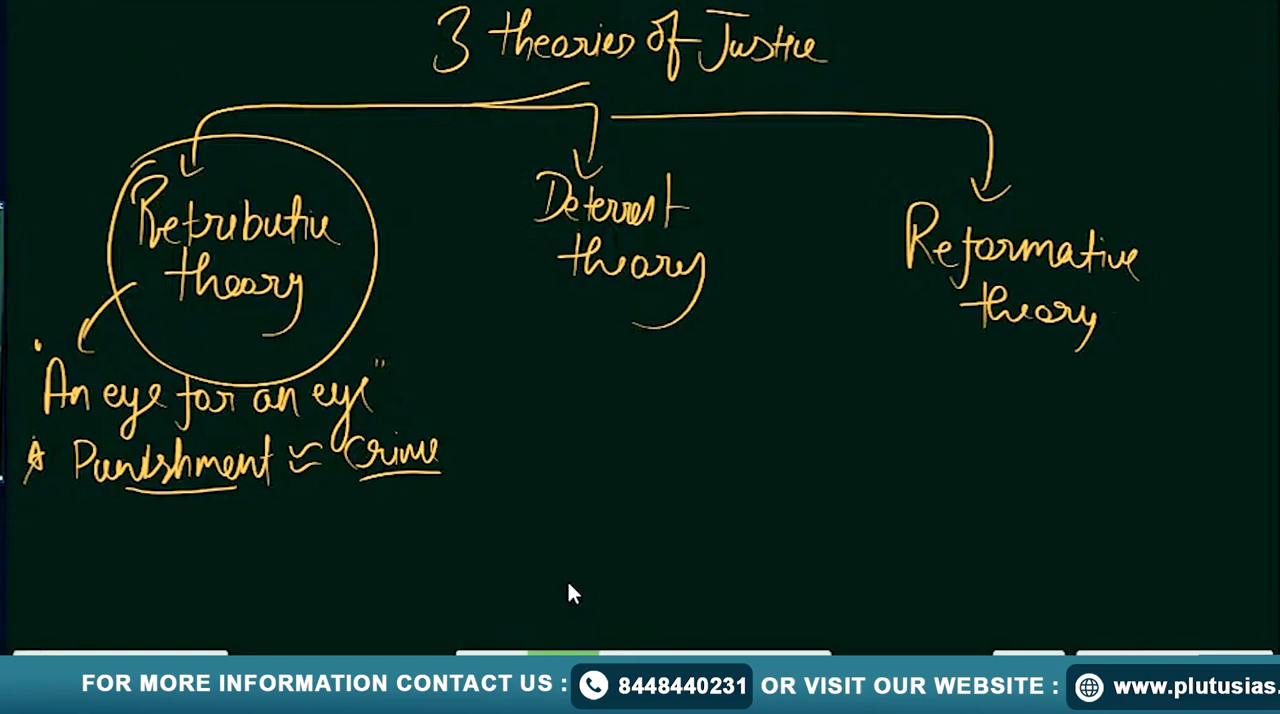 3 theories of Justice
Retributive
theory
Deterrent
theory
Reformative
theory
"An eye for an eye"
Punishment ≈ Crime
FOR MORE INFORMATION CONTACT US : 8448440231 OR VISIT OUR WEBSITE : www.plutusias.